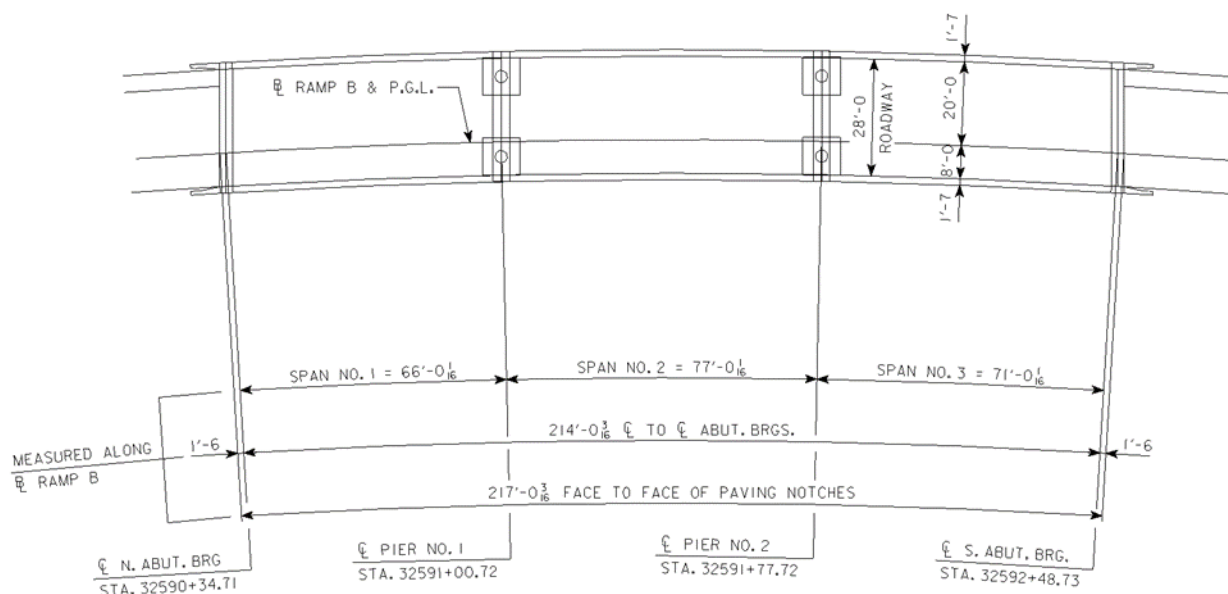 1'-7
℄ RAMP B & P.G.L.
28'-0
ROADWAY
20'-0
8'-0
1'-7
SPAN NO. 1 = 66'-0 1/16
SPAN NO. 2 = 77'-0 1/16
SPAN NO. 3 = 71'-0 1/16
MEASURED ALONG
℄ RAMP B
1'-6
214'-0 3/16 ℄ TO ℄ ABUT. BRGS.
1'-6
217'-0 3/16 FACE TO FACE OF PAVING NOTCHES
℄ N. ABUT. BRG
STA. 32590+34.71
℄ PIER NO. 1
STA. 32591+00.72
℄ PIER NO. 2
STA. 32591+77.72
℄ S. ABUT. BRG.
STA. 32592+48.73